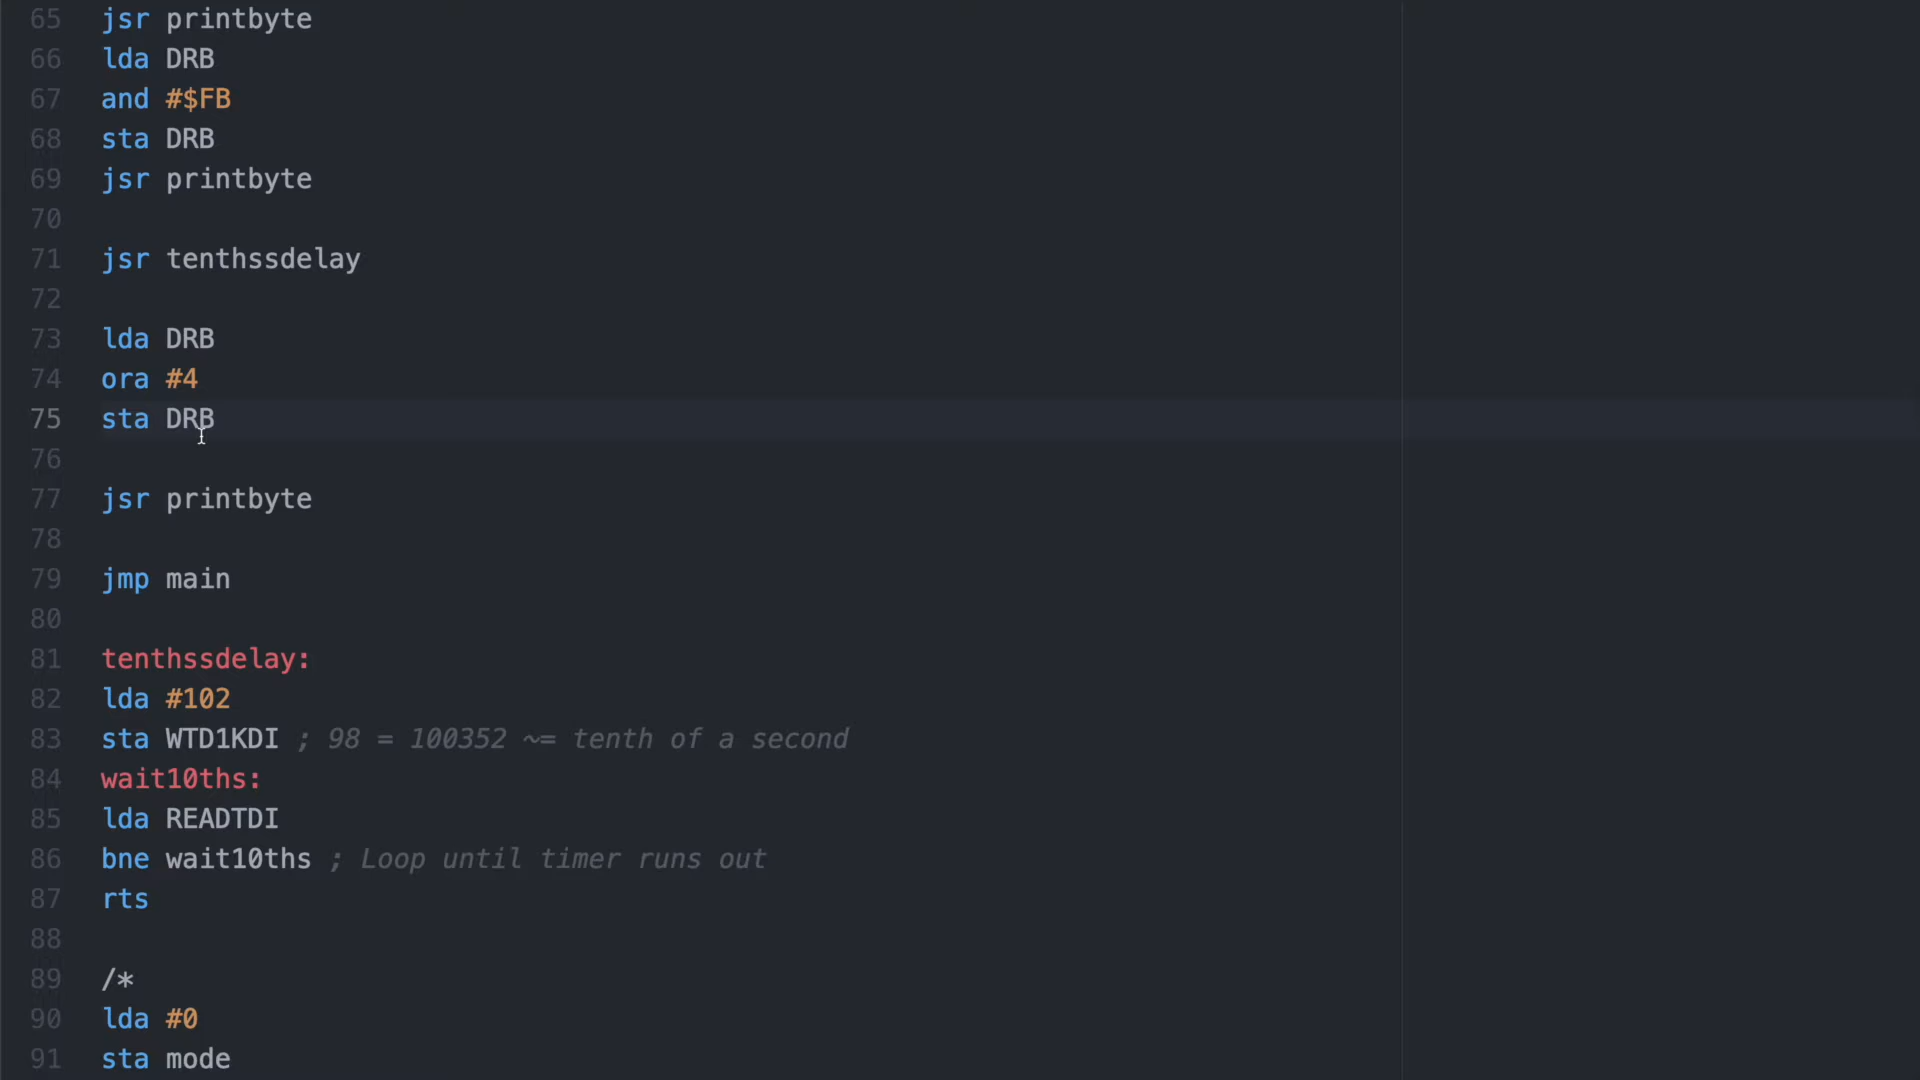 65 jsr printbyte
66 lda DRB
67 and #$FB
68 sta DRB
69 jsr printbyte
70
71 jsr tenthssdelay
72
73 lda DRB
74 ora #4
75 sta DRB
76
77 jsr printbyte
78
79 jmp main
80
81 tenthssdelay:
82 lda #102
83 sta WTD1KDI ; 98 = 100352 ~= tenth of a second
84 wait10ths:
85 lda READTDI
86 bne wait10ths ; Loop until timer runs out
87 rts
88
89 /*
90 lda #0
91 sta mode